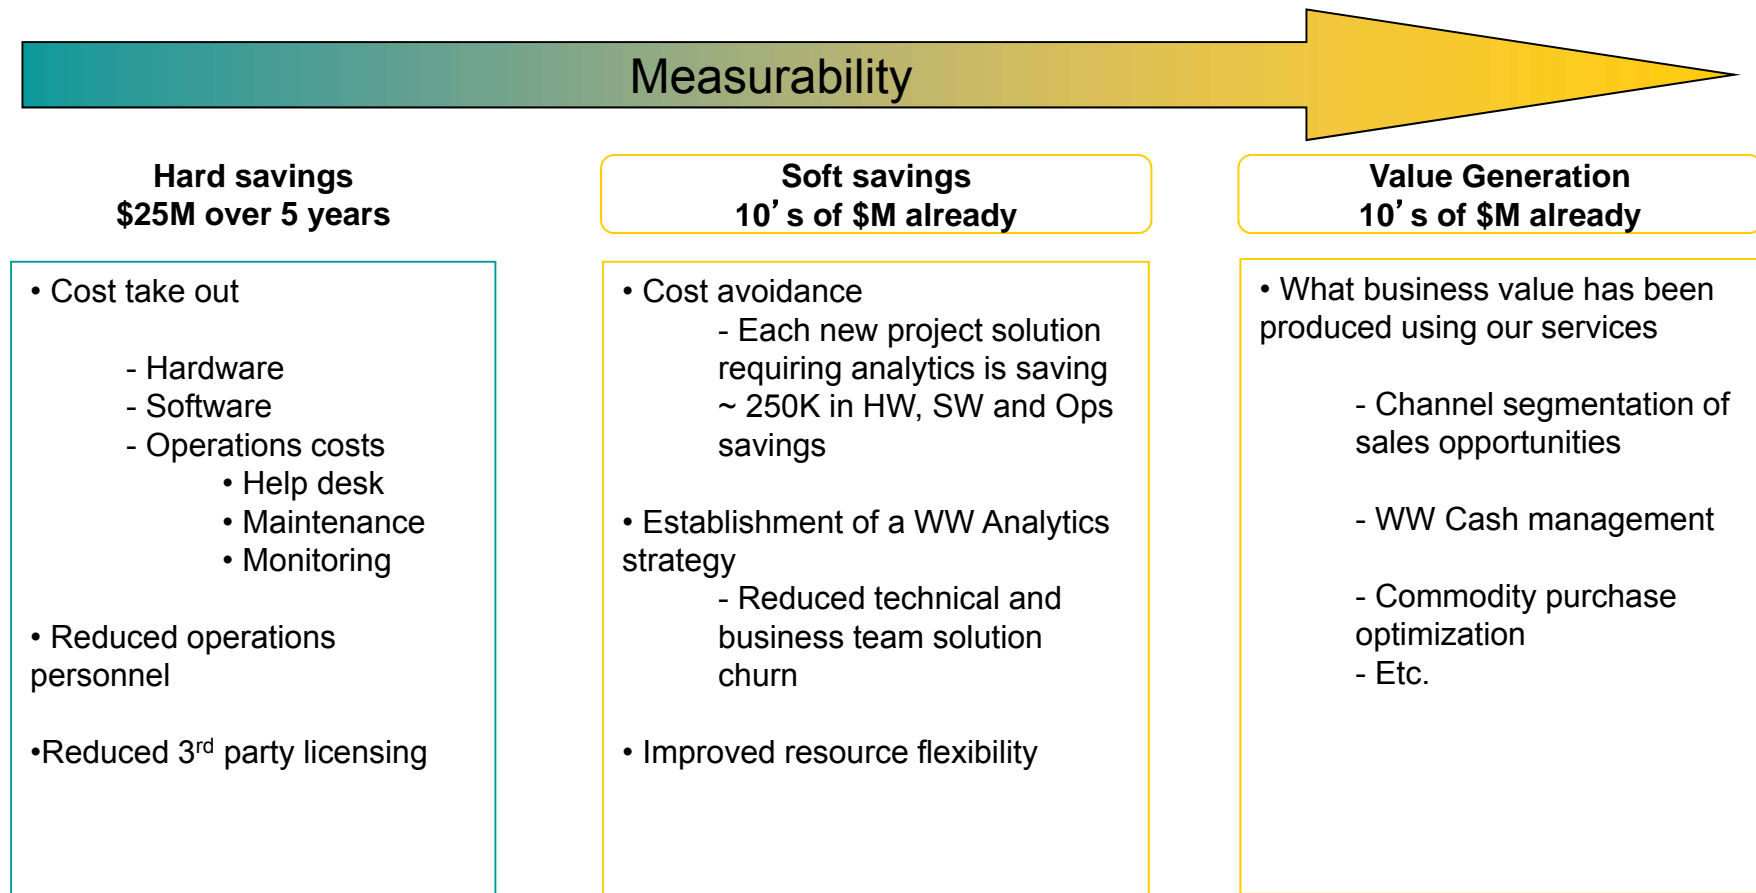 Measurability
Hard savings
$25M over 5 years
• Cost take out
- Hardware
- Software
- Operations costs
• Help desk
• Maintenance
• Monitoring
• Reduced operations
personnel
•Reduced 3rd party licensing
Soft savings
10’s of $M already
• Cost avoidance
- Each new project solution
requiring analytics is saving
~ 250K in HW, SW and Ops
savings
• Establishment of a WW Analytics
strategy
- Reduced technical and
business team solution
churn
• Improved resource flexibility
Value Generation
10’s of $M already
• What business value has been
produced using our services
- Channel segmentation of
sales opportunities
- WW Cash management
- Commodity purchase
optimization
- Etc.